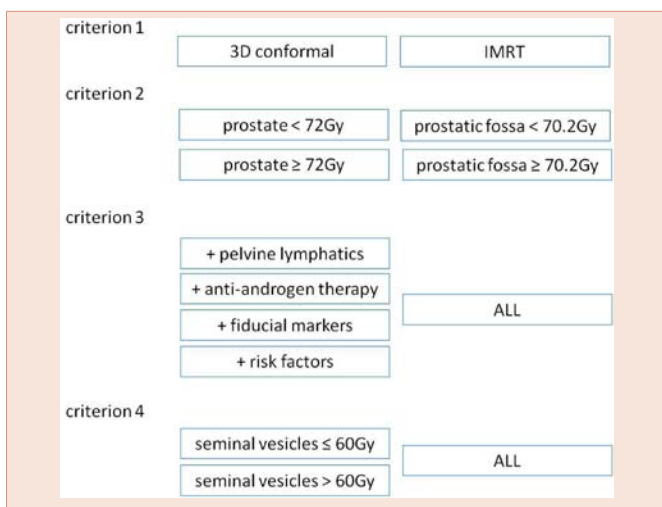 criterion 1
3D conformal
IMRT
criterion 2
prostate < 72Gy
prostatic fossa < 70.2Gy
prostate ≥ 72Gy
prostatic fossa ≥ 70.2Gy
criterion 3
+ pelvine lymphatics
+ anti-androgen therapy
+ fiducial markers
+ risk factors
ALL
criterion 4
seminal vesicles ≤ 60Gy
seminal vesicles > 60Gy
ALL